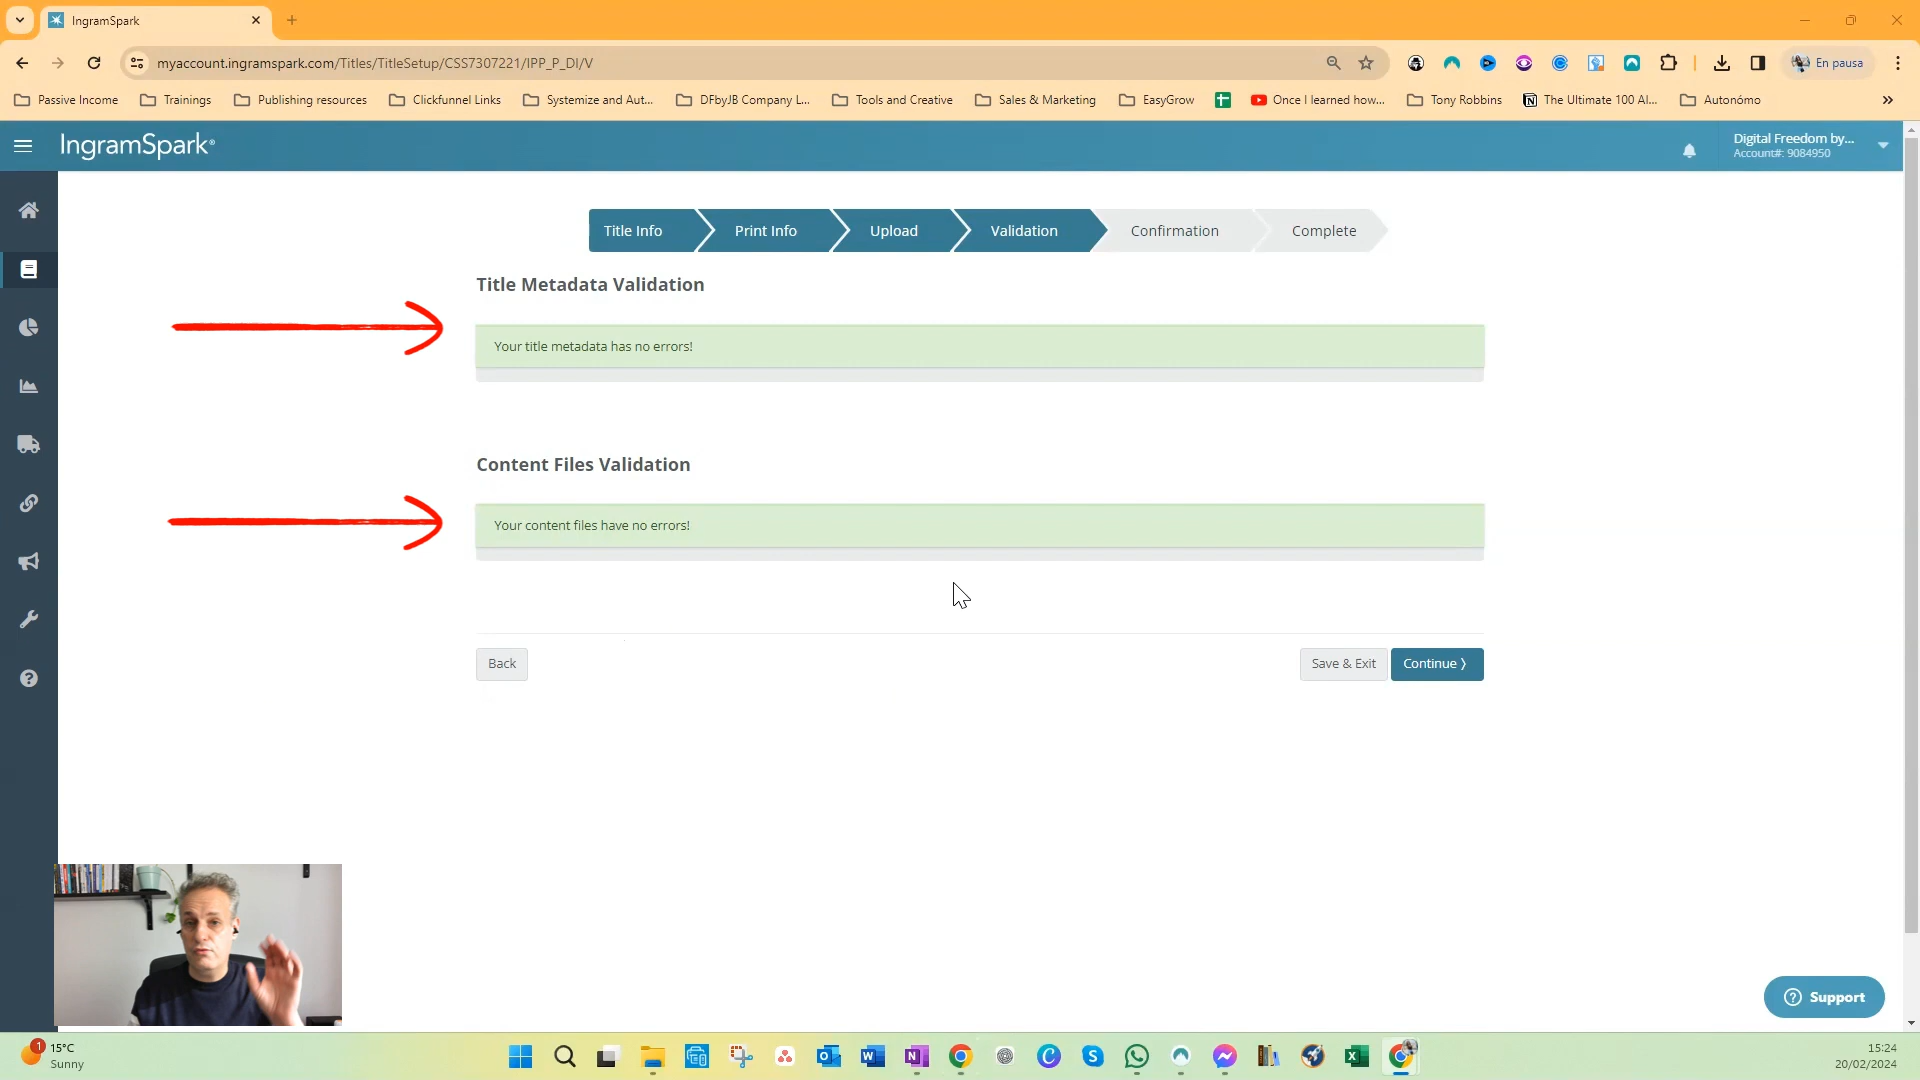 IngramSpark
myaccount.ingramspark.com/Titles/TitleSetup/CSS7307221/IPP_P_DI/V
En pausa
Passive Income
Trainings
Publishing resources
Clickfunnel Links
Systemize and Aut...
DFbyJB Company L...
Tools and Creative
Sales & Marketing
EasyGrow
Once I learned how...
Tony Robbins
The Ultimate 100 AI...
Autonómo
IngramSpark®
Digital Freedom by...
Account#: 9084950
Title Info
Print Info
Upload
Validation
Confirmation
Complete
Title Metadata Validation
Your title metadata has no errors!
Content Files Validation
Your content files have no errors!
Back
Save & Exit
Continue ⟩
Support
1
15°C
Sunny
15:24
20/02/2024